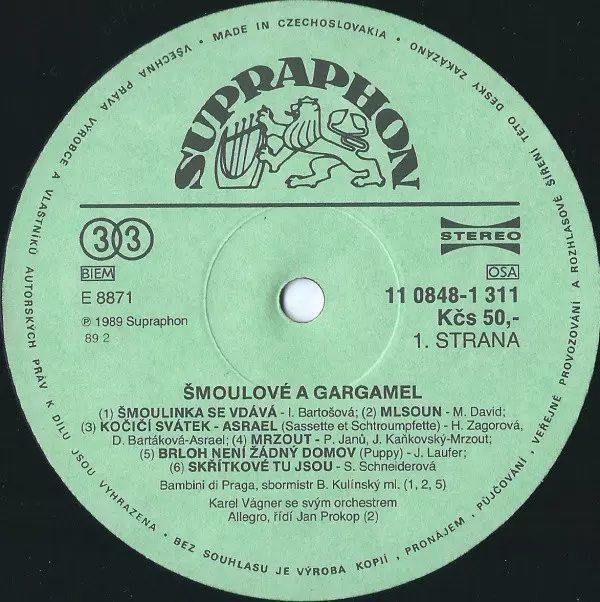 VŠECHNA PRÁVA VÝROBCE A VLASTNÍKŮ AUTORSKÝCH PRÁV K DÍLU JSOU VYHRAZENA • BEZ SOUHLASU JE VÝROBA KOPIÍ, PRONÁJEM, PŮJČOVÁNÍ, VEŘEJNÉ PROVOZOVÁNÍ A ROZHLASOVÉ ŠÍŘENÍ TÉTO DESKY ZAKÁZÁNO • MADE IN CZECHOSLOVAKIA •
SUPRAPHON
33
STEREO
BIEM
OSA
E 8871
11 0848-1 311
℗ 1989 Supraphon
Kčs 50,-
89 2
1. STRANA
ŠMOULOVÉ A GARGAMEL
(1) ŠMOULINKA SE VDÁVÁ - I. Bartošová; (2) MLSOUN - M. David;
(3) KOČIČÍ SVÁTEK - ASRAEL (Sassette et Schtroumpfette) - H. Zagorová,
D. Bartáková-Asrael; (4) MRZOUT - P. Janů, J. Kaňkovský-Mrzout;
(5) BRLOH NENÍ ŽÁDNÝ DOMOV (Puppy) - J. Laufer;
(6) SKŘÍTKOVÉ TU JSOU - S. Schneiderová
Bambini di Praga, sbormistr B. Kulínský ml. (1, 2, 5)
Karel Vágner se svým orchestrem
Allegro, řídí Jan Prokop (2)